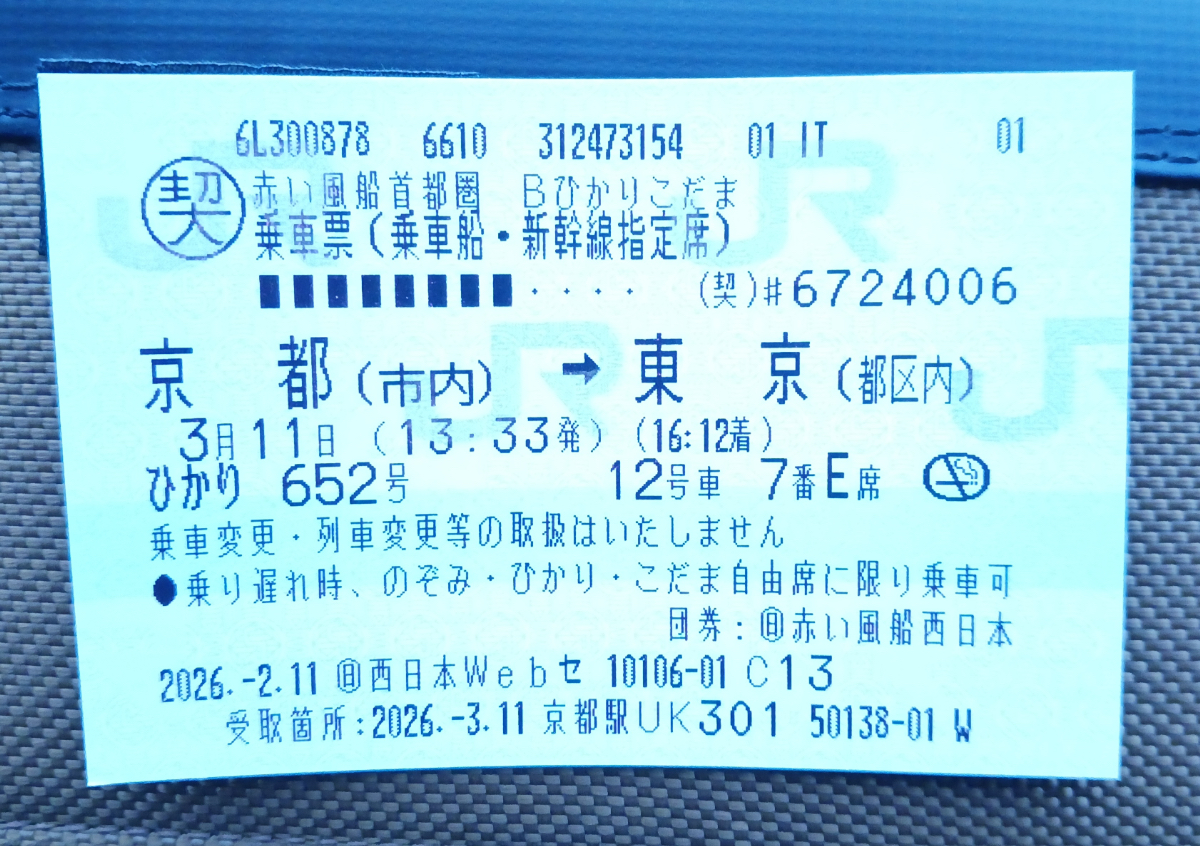 6L300878 6610 312473154 01 IT 01
契 赤い風船首都圏 Bひかりこだま
乗車票(乗車船・新幹線指定席)
■■■■■■■■・・・・ (契)#6724006
京都(市内) → 東京(都区内)
3月11日 (13:33発) (16:12着)
ひかり 652号 12号車 7番E席
乗車変更・列車変更等の取扱はいたしません
●乗り遅れ時、のぞみ・ひかり・こだま自由席に限り乗車可
団券:㊐赤い風船西日本
2026.-2.11 ㊐西日本Webセ 10106-01 C13
受取箇所:2026.-3.11 京都駅UK301 50138-01 W
JR JR JR JR